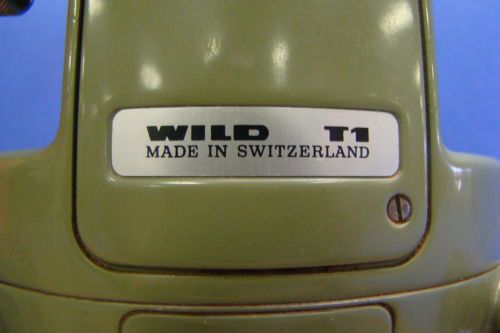 WILD T1
MADE IN SWITZERLAND